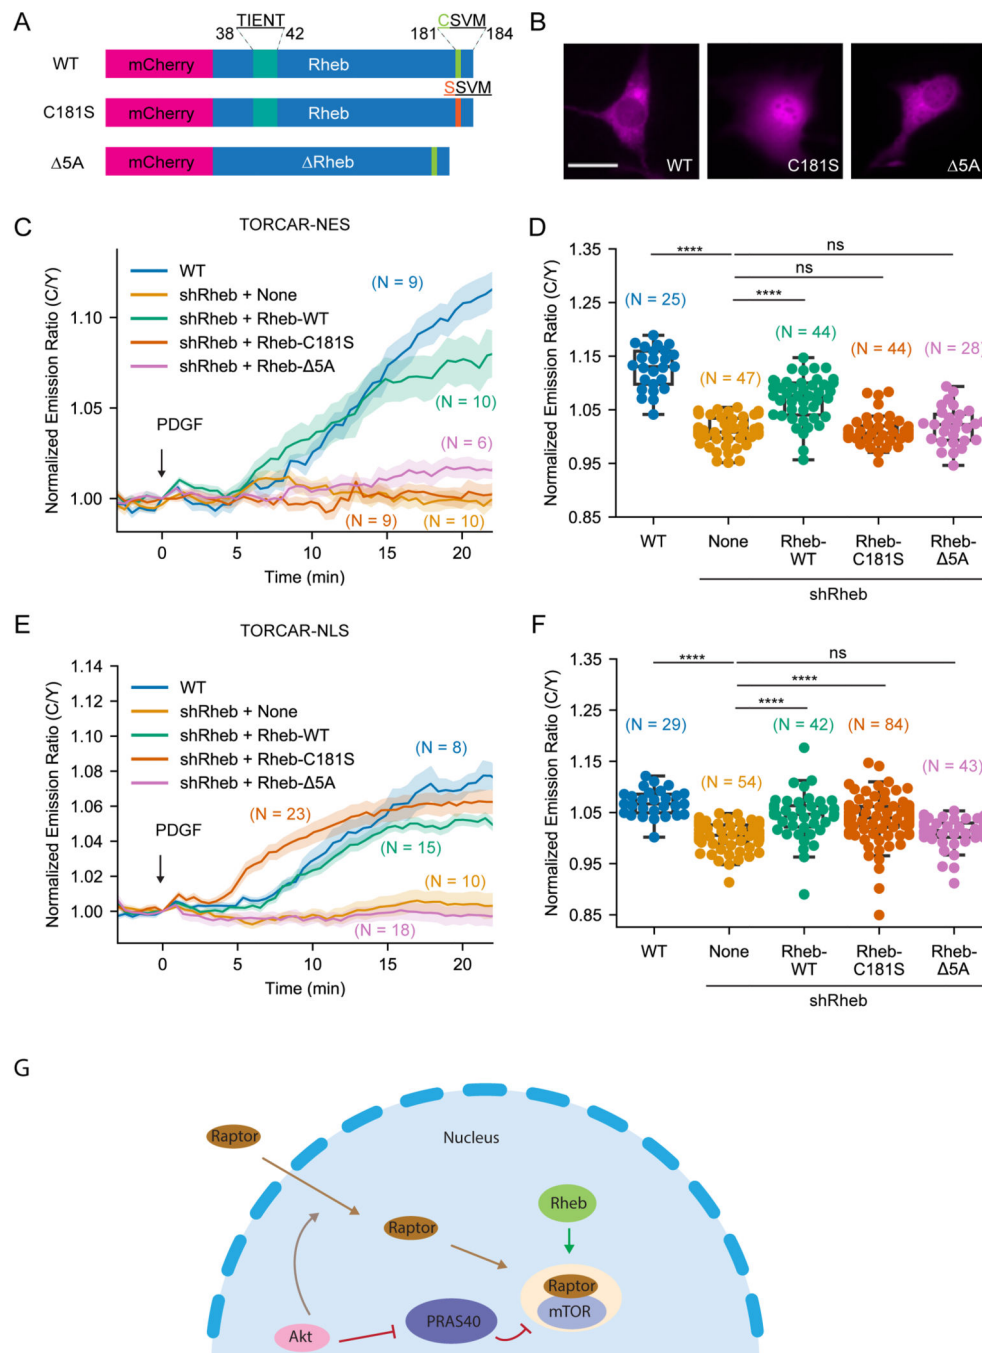 A
TIENT
CSVM
38
42
181
184
WT
mCherry
Rheb
SSVM
C181S
mCherry
Rheb
Δ5A
mCherry
ΔRheb
B
WT
C181S
Δ5A
C
TORCAR-NES
Normalized Emission Ratio (C/Y)
1.10
1.05
1.00
WT
shRheb + None
shRheb + Rheb-WT
shRheb + Rheb-C181S
shRheb + Rheb-Δ5A
PDGF
(N = 9)
(N = 10)
(N = 6)
(N = 9)
(N = 10)
0
5
10
15
20
Time (min)
D
Normalized Emission Ratio (C/Y)
1.35
1.25
1.15
1.05
0.95
0.85
ns
****
ns
****
(N = 25)
(N = 47)
(N = 44)
(N = 44)
(N = 28)
WT
None
Rheb-
WT
Rheb-
C181S
Rheb-
Δ5A
shRheb
E
TORCAR-NLS
Normalized Emission Ratio (C/Y)
1.14
1.12
1.10
1.08
1.06
1.04
1.02
1.00
WT
shRheb + None
shRheb + Rheb-WT
shRheb + Rheb-C181S
shRheb + Rheb-Δ5A
PDGF
(N = 8)
(N = 23)
(N = 15)
(N = 10)
(N = 18)
0
5
10
15
20
Time (min)
F
Normalized Emission Ratio (C/Y)
1.35
1.25
1.15
1.05
0.95
0.85
ns
****
****
****
(N = 29)
(N = 54)
(N = 42)
(N = 84)
(N = 43)
WT
None
Rheb-
WT
Rheb-
C181S
Rheb-
Δ5A
shRheb
G
Nucleus
Raptor
Raptor
Rheb
Raptor
mTOR
PRAS40
Akt